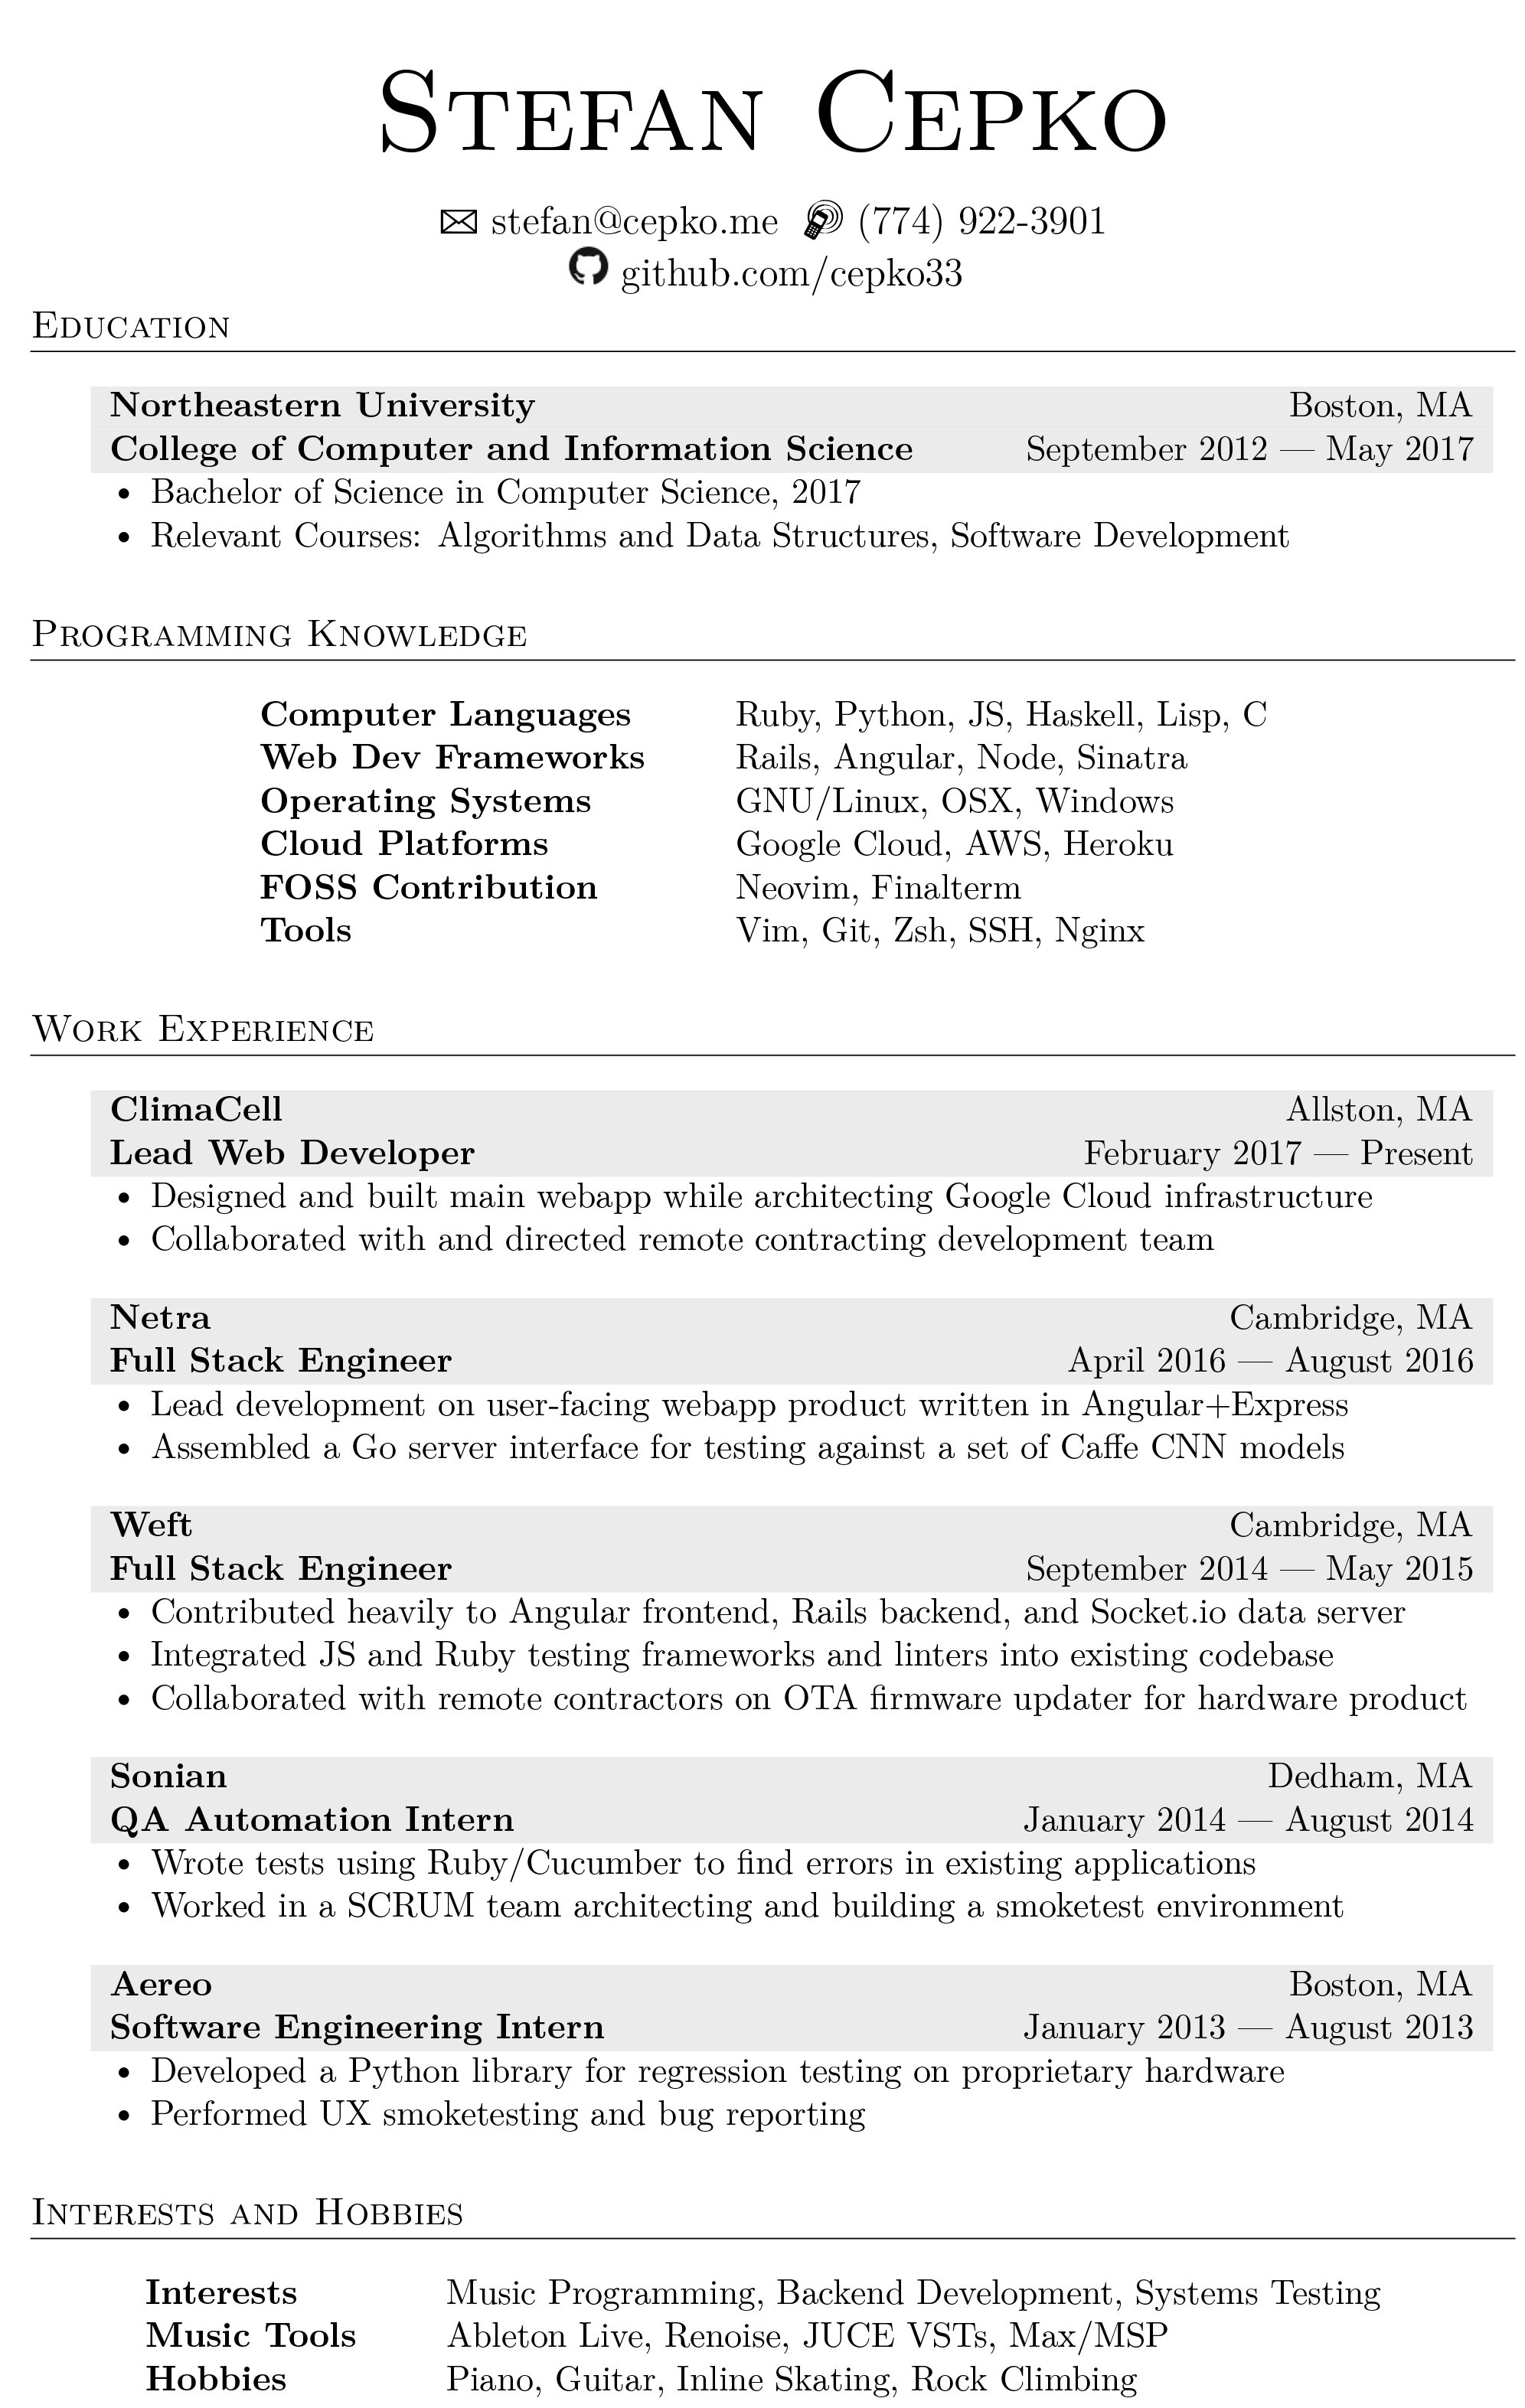 Stefan Cepko
stefan@cepko.me (774) 922-3901
github.com/cepko33
Education
Northeastern University Boston, MA
College of Computer and Information Science September 2012 — May 2017
• Bachelor of Science in Computer Science, 2017
• Relevant Courses: Algorithms and Data Structures, Software Development
Programming Knowledge
Computer Languages Ruby, Python, JS, Haskell, Lisp, C
Web Dev Frameworks Rails, Angular, Node, Sinatra
Operating Systems GNU/Linux, OSX, Windows
Cloud Platforms Google Cloud, AWS, Heroku
FOSS Contribution Neovim, Finalterm
Tools Vim, Git, Zsh, SSH, Nginx
Work Experience
ClimaCell Allston, MA
Lead Web Developer February 2017 — Present
• Designed and built main webapp while architecting Google Cloud infrastructure
• Collaborated with and directed remote contracting development team
Netra Cambridge, MA
Full Stack Engineer April 2016 — August 2016
• Lead development on user-facing webapp product written in Angular+Express
• Assembled a Go server interface for testing against a set of Caffe CNN models
Weft Cambridge, MA
Full Stack Engineer September 2014 — May 2015
• Contributed heavily to Angular frontend, Rails backend, and Socket.io data server
• Integrated JS and Ruby testing frameworks and linters into existing codebase
• Collaborated with remote contractors on OTA firmware updater for hardware product
Sonian Dedham, MA
QA Automation Intern January 2014 — August 2014
• Wrote tests using Ruby/Cucumber to find errors in existing applications
• Worked in a SCRUM team architecting and building a smoketest environment
Aereo Boston, MA
Software Engineering Intern January 2013 — August 2013
• Developed a Python library for regression testing on proprietary hardware
• Performed UX smoketesting and bug reporting
Interests and Hobbies
Interests Music Programming, Backend Development, Systems Testing
Music Tools Ableton Live, Renoise, JUCE VSTs, Max/MSP
Hobbies Piano, Guitar, Inline Skating, Rock Climbing